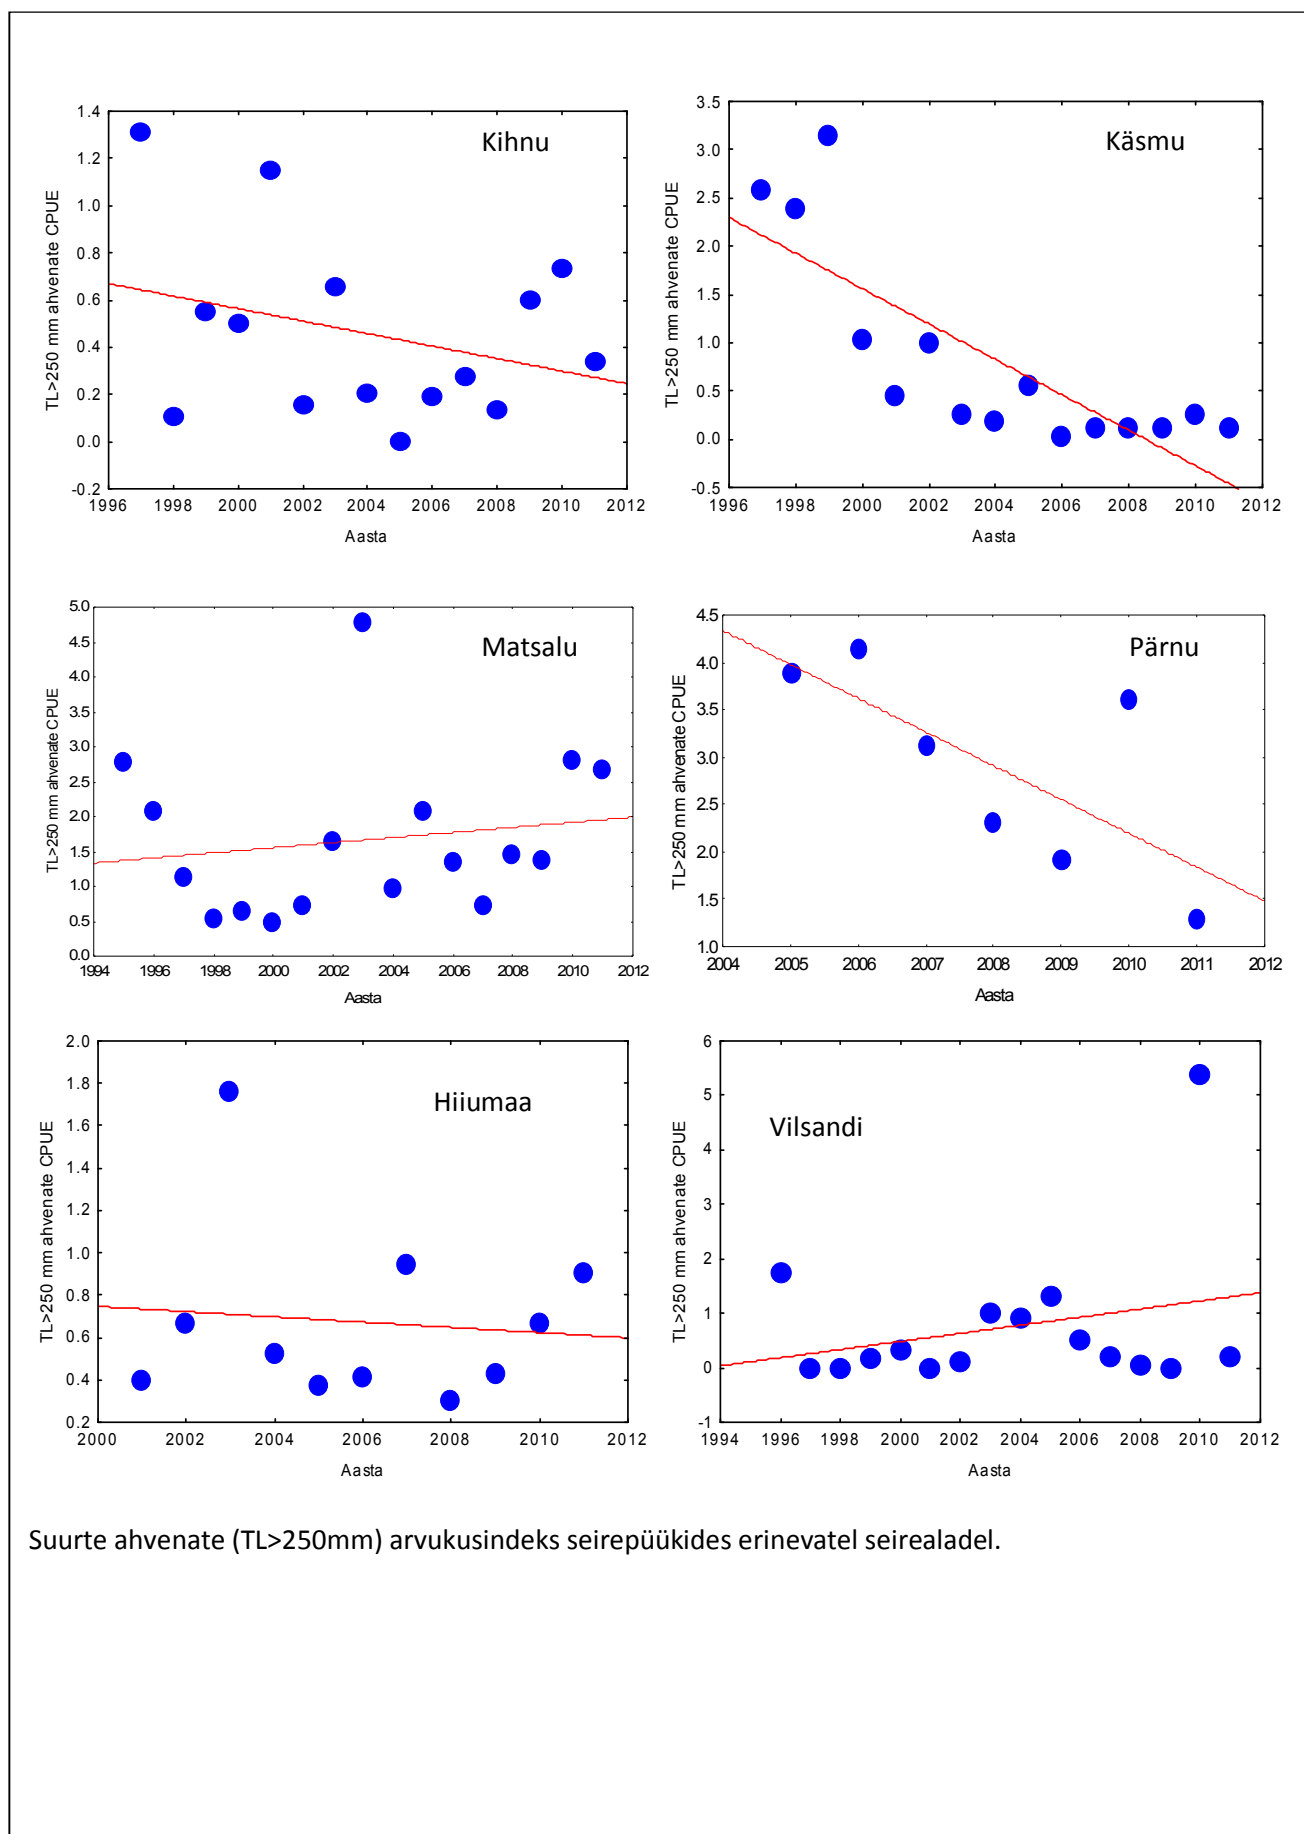 Kihnu
TL>250 mm ahvenate CPUE
1.4
1.2
1.0
0.8
0.6
0.4
0.2
0.0
-0.2
1996 1998 2000 2002 2004 2006 2008 2010 2012
Aasta
Käsmu
TL>250 mm ahvenate CPUE
3.5
3.0
2.5
2.0
1.5
1.0
0.5
0.0
-0.5
1996 1998 2000 2002 2004 2006 2008 2010 2012
Aasta
Matsalu
TL>250 mm ahvenate CPUE
5.0
4.5
4.0
3.5
3.0
2.5
2.0
1.5
1.0
0.5
0.0
1994 1996 1998 2000 2002 2004 2006 2008 2010 2012
Aasta
Pärnu
TL>250 mm ahvenate CPUE
4.5
4.0
3.5
3.0
2.5
2.0
1.5
1.0
2004 2005 2006 2007 2008 2009 2010 2011 2012
Aasta
Hiiumaa
TL>250 mm ahvenate CPUE
2.0
1.8
1.6
1.4
1.2
1.0
0.8
0.6
0.4
0.2
2000 2002 2004 2006 2008 2010 2012
Aasta
Vilsandi
TL>250 mm ahvenate CPUE
6
5
4
3
2
1
0
-1
1994 1996 1998 2000 2002 2004 2006 2008 2010 2012
Aasta
Suurte ahvenate (TL>250mm) arvukusindeks seirepüükides erinevatel seirealadel.